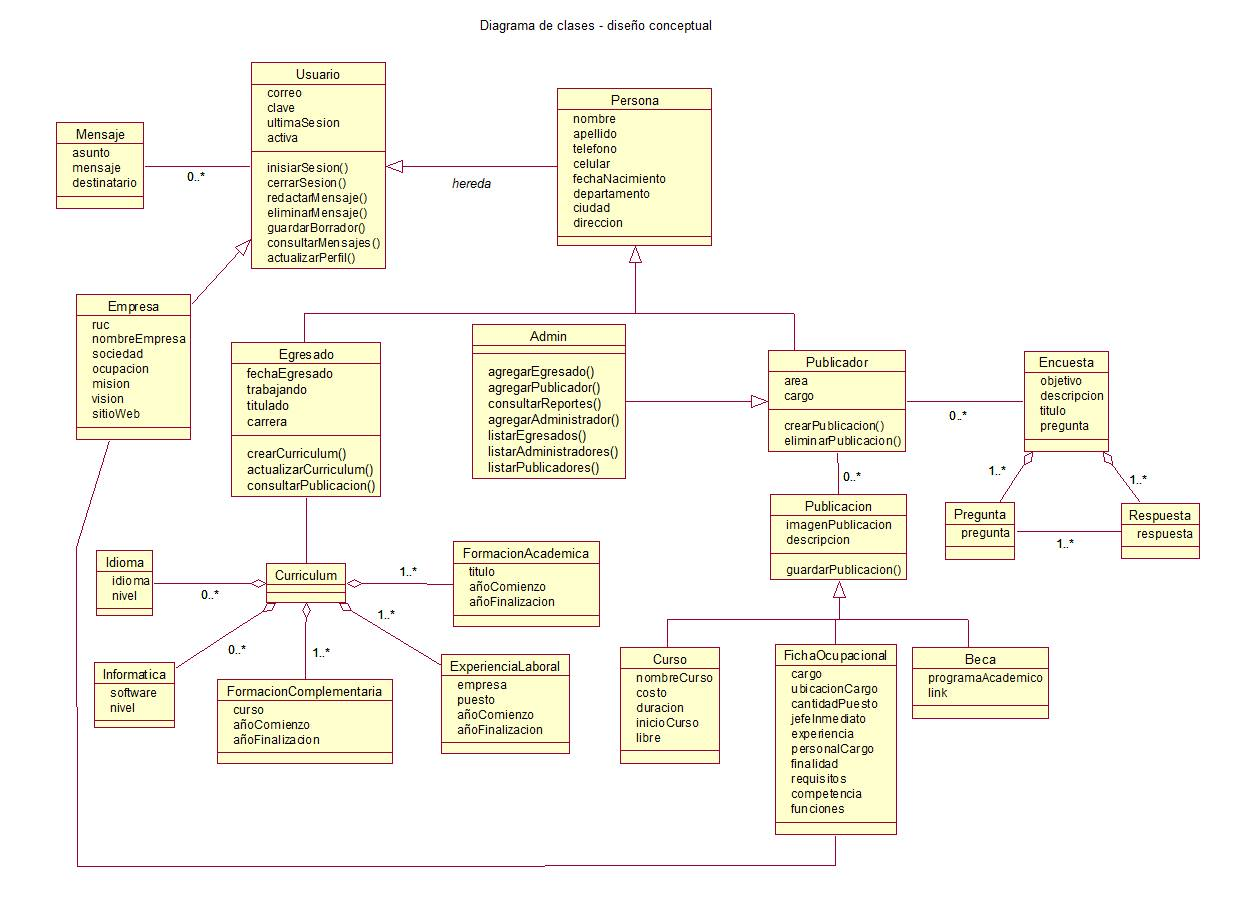 Diagrama de clases - diseño conceptual
Usuario
correo
clave
ultimaSesion
activa
inisiarSesion()
cerrarSesion()
redactarMensaje()
eliminarMensaje()
guardarBorrador()
consultarMensajes()
actualizarPerfil()
Persona
nombre
apellido
telefono
celular
fechaNacimiento
departamento
ciudad
direccion
Mensaje
asunto
mensaje
destinatario
0..*
hereda
Empresa
ruc
nombreEmpresa
sociedad
ocupacion
mision
vision
sitioWeb
Egresado
fechaEgresado
trabajando
titulado
carrera
crearCurriculum()
actualizarCurriculum()
consultarPublicacion()
Admin
agregarEgresado()
agregarPublicador()
consultarReportes()
agregarAdministrador()
listarEgresados()
listarAdministradores()
listarPublicadores()
Publicador
area
cargo
crearPublicacion()
eliminarPublicacion()
0..*
Encuesta
objetivo
descripcion
titulo
pregunta
1..*
1..*
0..*
Publicacion
imagenPublicacion
descripcion
guardarPublicacion()
Pregunta
pregunta
1..*
Respuesta
respuesta
Idioma
idioma
nivel
0..*
Curriculum
1..*
FormacionAcademica
titulo
añoComienzo
añoFinalizacion
0..*
1..*
1..*
Informatica
software
nivel
FormacionComplementaria
curso
añoComienzo
añoFinalizacion
ExperienciaLaboral
empresa
puesto
añoComienzo
añoFinalizacion
Curso
nombreCurso
costo
duracion
inicioCurso
libre
FichaOcupacional
cargo
ubicacionCargo
cantidadPuesto
jefeInmediato
experiencia
personalCargo
finalidad
requisitos
competencia
funciones
Beca
programaAcademico
link